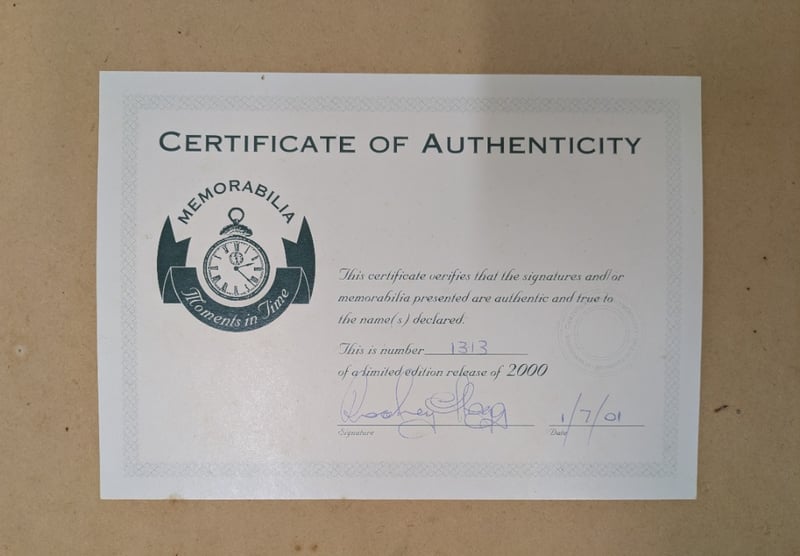 CERTIFICATE OF AUTHENTICITY
MEMORABILIA
Moments in Time
This certificate verifies that the signatures and/or
memorabilia presented are authentic and true to
the name(s) declared.
This is number 1313
of a limited edition release of 2000
Rodney Hogg 1/7/01
Signature Date